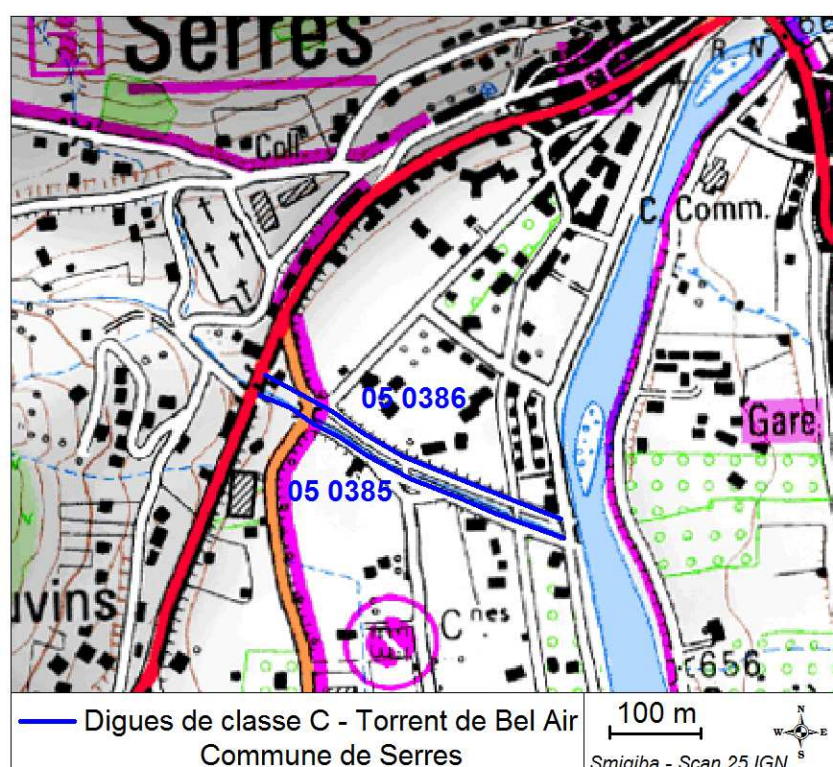 Serres
R N
Coll.
C. Comm.
05 0386
Gare
05 0385
uvins
C nes
656
Digues de classe C - Torrent de Bel Air
Commune de Serres
100 m
N
W E
S
Smigiba - Scan 25 IGN